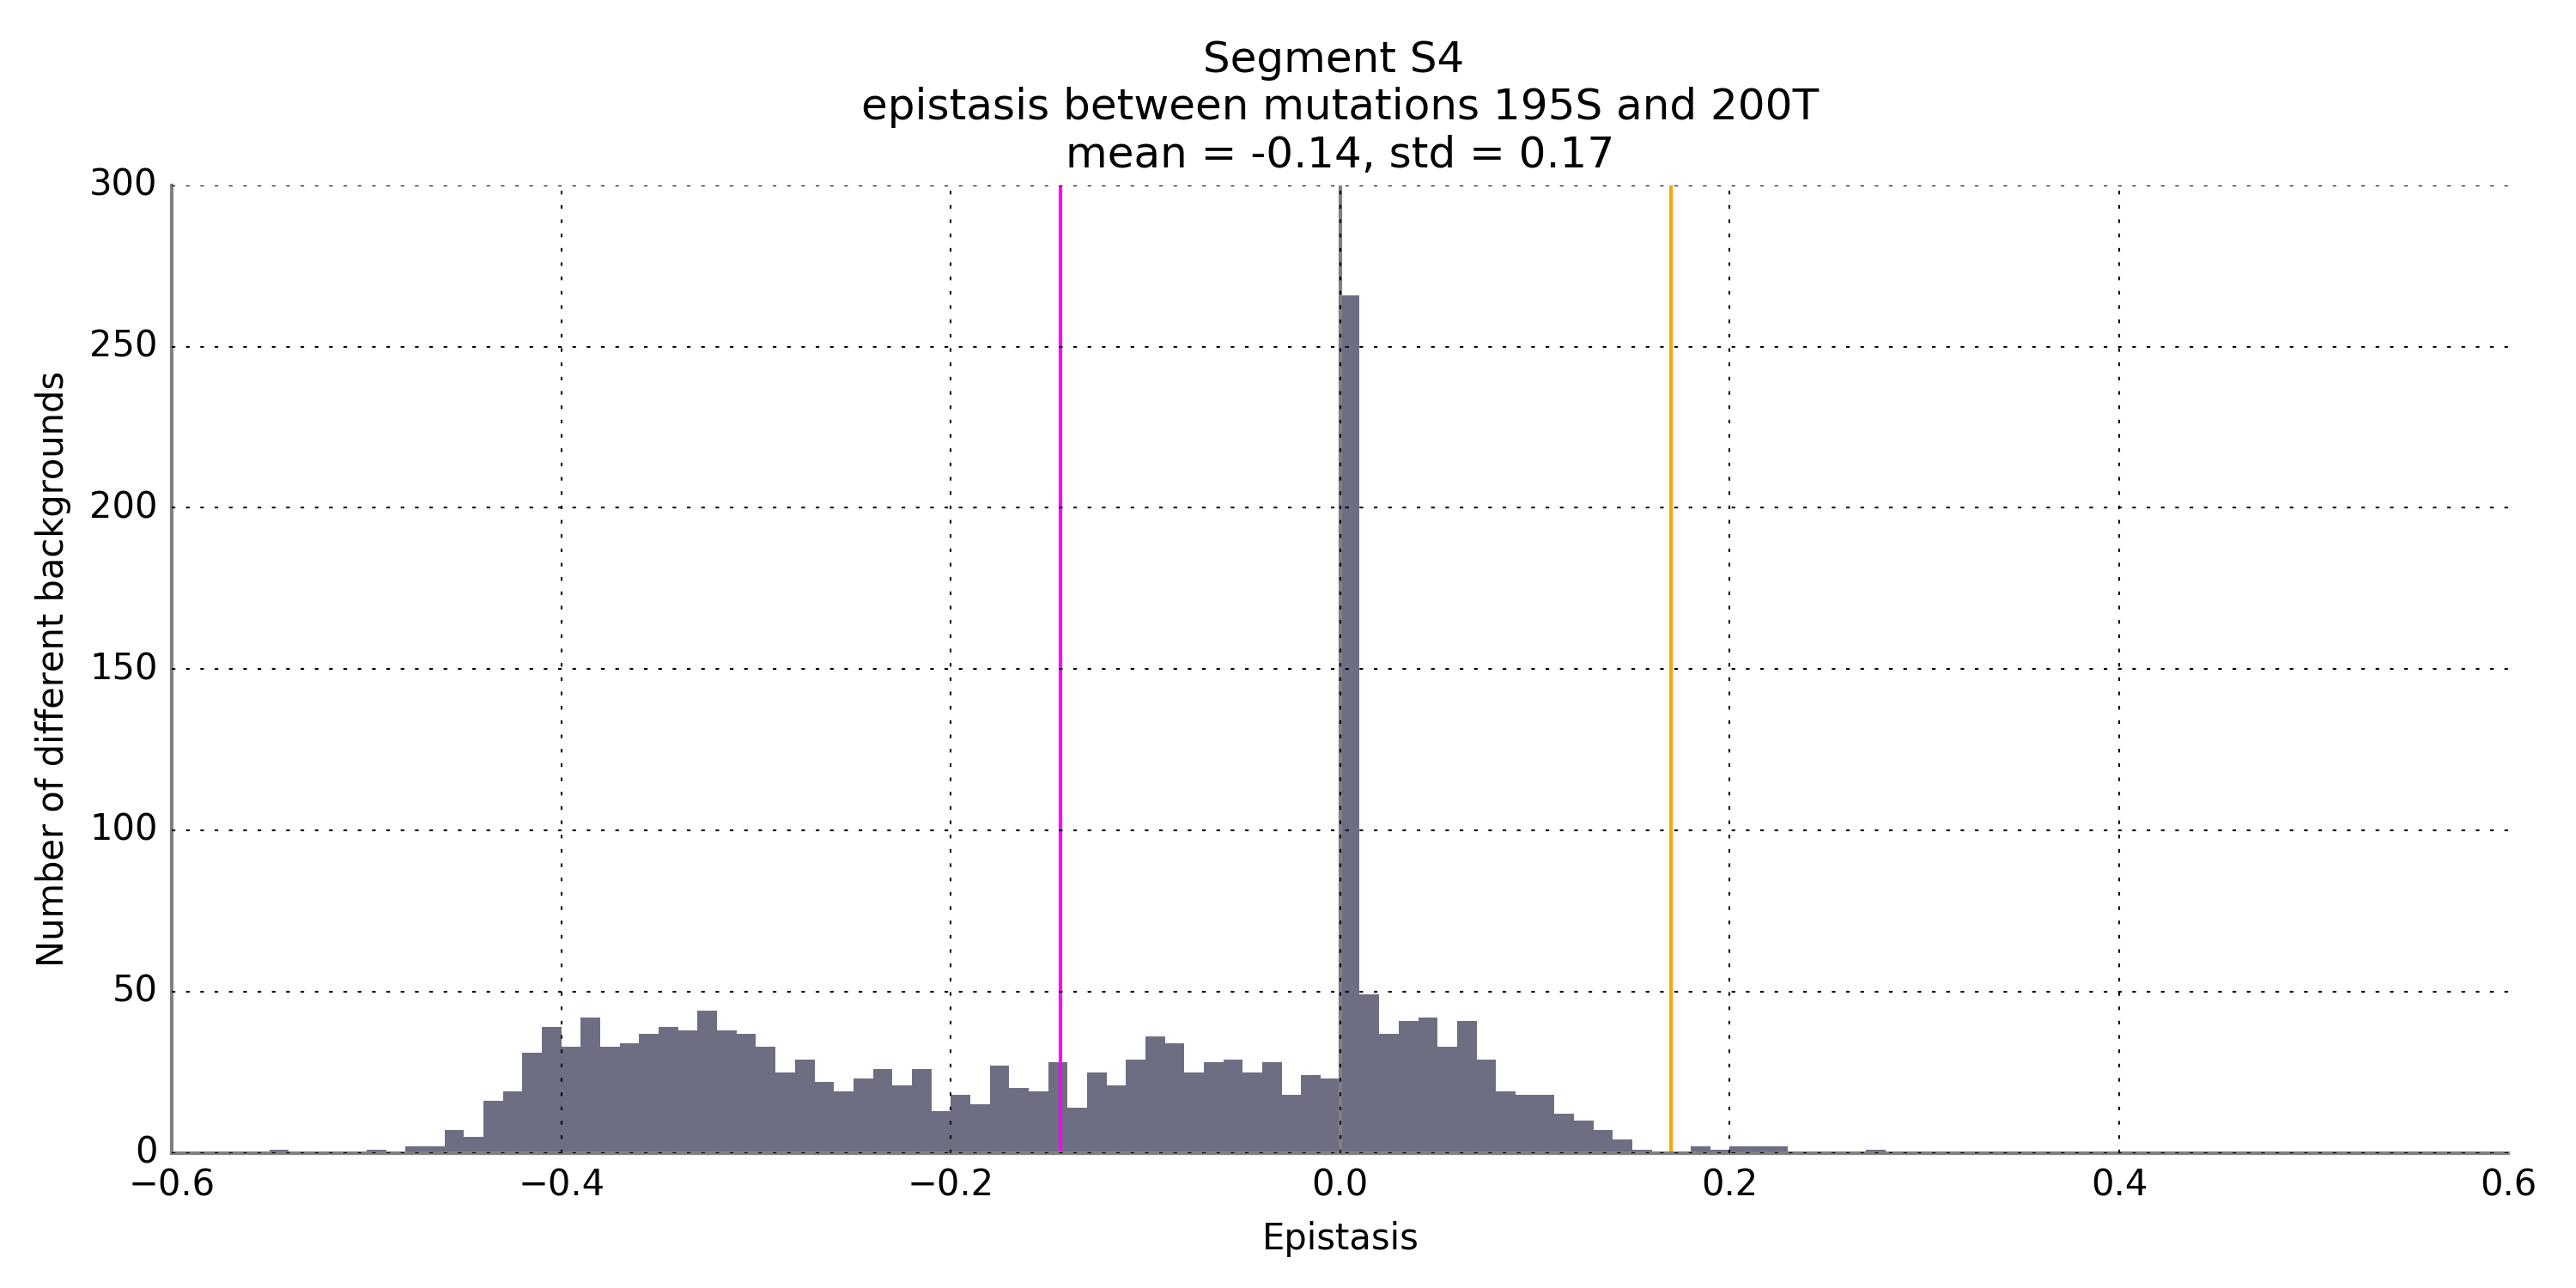 Segment S4
epistasis between mutations 195S and 200T
mean = -0.14, std = 0.17
300
250
200
150
100
50
0
Number of different backgrounds
−0.6 −0.4 −0.2 0.0 0.2 0.4 0.6
Epistasis